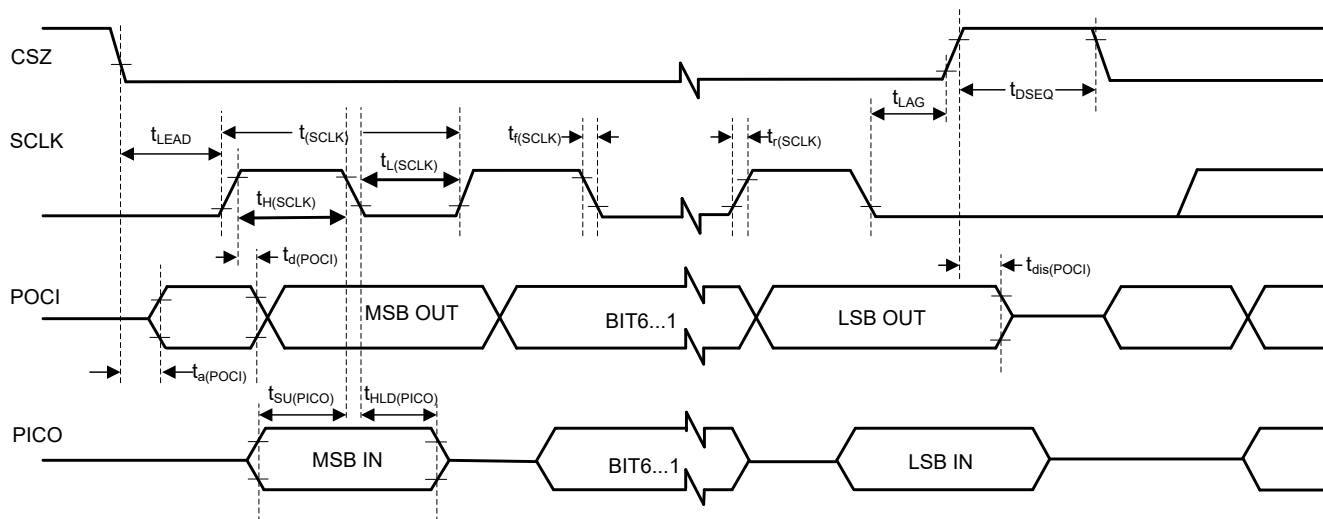 CSZ
tLAG
tDSEQ
tLEAD
t(SCLK)
tf(SCLK)
tr(SCLK)
SCLK
tL(SCLK)
tH(SCLK)
td(POCI)
tdis(POCI)
POCI
MSB OUT
BIT6...1
LSB OUT
ta(POCI)
tSU(PICO)
tHLD(PICO)
PICO
MSB IN
BIT6...1
LSB IN